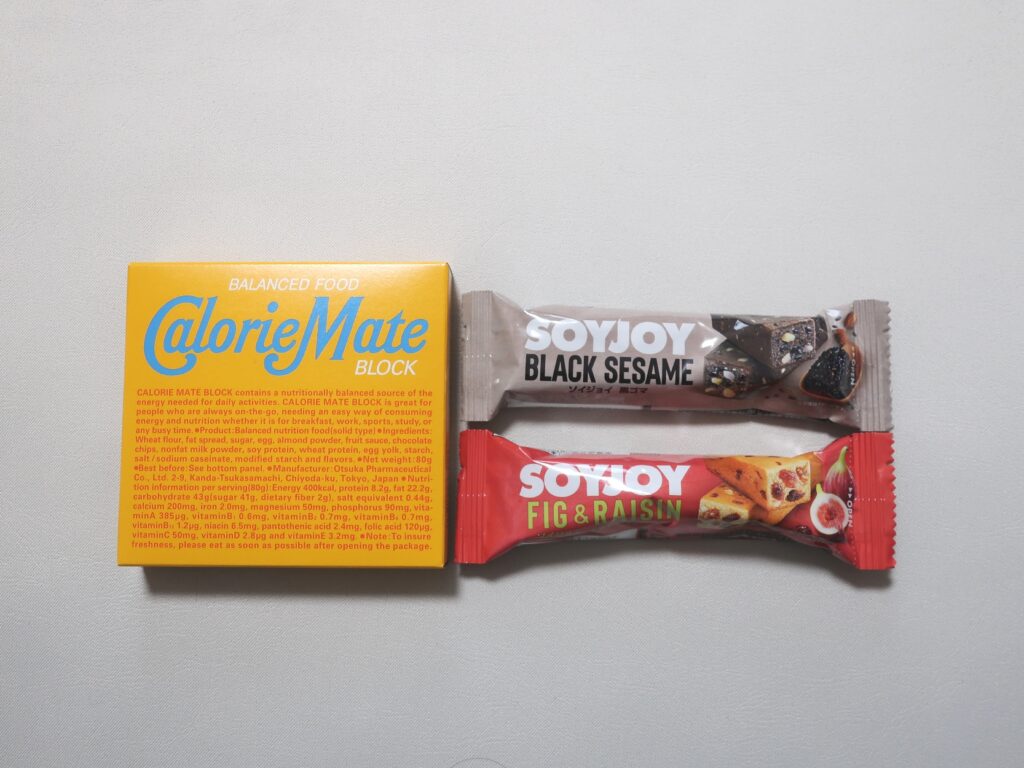 BALANCED FOOD
CalorieMate
BLOCK
CALORIE MATE BLOCK contains a nutritionally balanced source of the
energy needed for daily activities. CALORIE MATE BLOCK is great for
people who are always on-the-go, needing an easy way of consuming
energy and nutrition whether it is for breakfast, work, sports, study, or
any busy time. ●Product: Balanced nutrition food(solid type) ●Ingredients:
Wheat flour, fat spread, sugar, egg, almond powder, fruit sauce, chocolate
chips, nonfat milk powder, soy protein, wheat protein, egg yolk, starch,
salt / sodium caseinate, modified starch and flavors. ●Net weight: 80g
●Best before: See bottom panel. ●Manufacturer: Otsuka Pharmaceutical
Co., Ltd. 2-9, Kanda-Tsukasamachi, Chiyoda-ku, Tokyo, Japan ●Nutri-
tion information per serving(80g): Energy 400kcal, protein 8.2g, fat 22.2g,
carbohydrate 43g(sugar 41g, dietary fiber 2g), salt equivalent 0.44g,
calcium 200mg, iron 2.0mg, magnesium 50mg, phosphorus 90mg, vita-
minA 385μg, vitaminB₁ 0.6mg, vitaminB₂ 0.7mg, vitaminB₆ 0.7mg,
vitaminB₁₂ 1.2μg, niacin 6.5mg, pantothenic acid 2.4mg, folic acid 120μg,
vitaminC 50mg, vitaminD 2.8μg and vitaminE 3.2mg. ●Note: To insure
freshness, please eat as soon as possible after opening the package.
SOYJOY
BLACK SESAME
ソイジョイ 黒ゴマ
SOYJOY
FIG & RAISIN